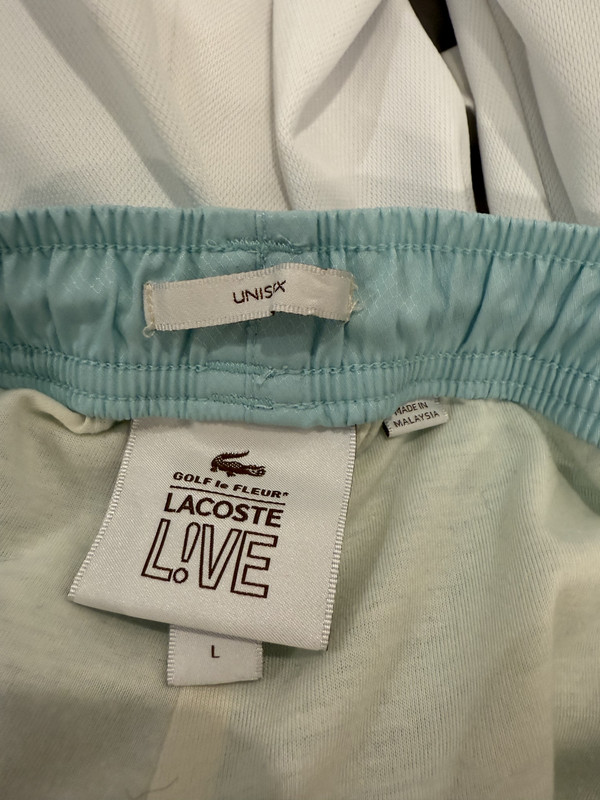 UNISEX
MADE IN
MALAYSIA
GOLF le FLEUR*
LACOSTE
L!VE
L